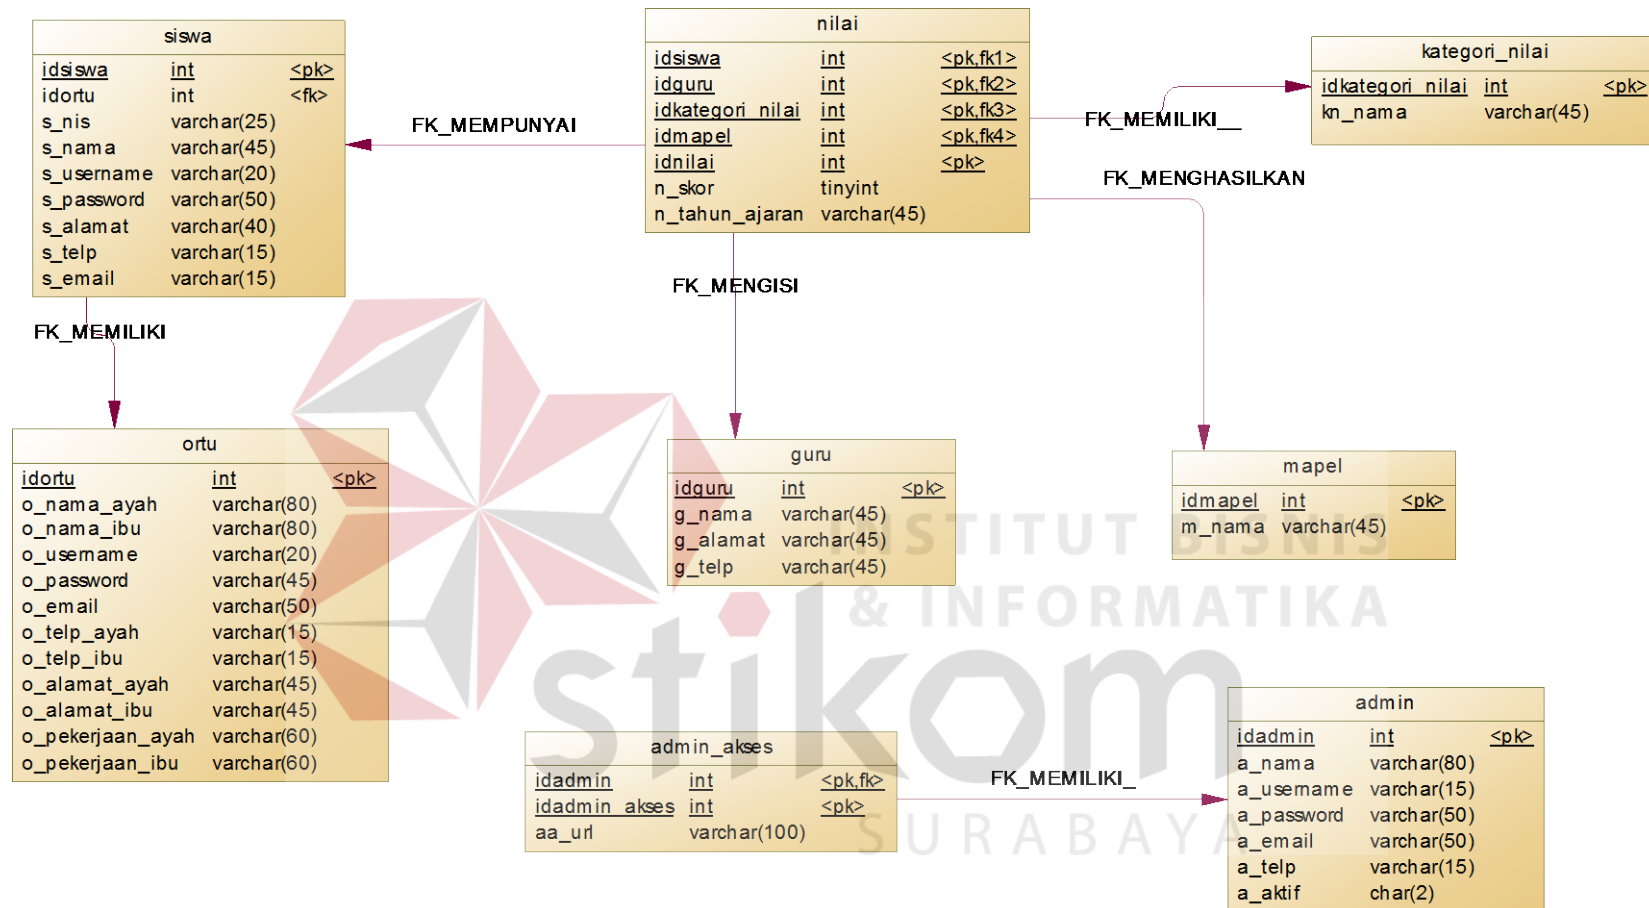 siswa
idsiswa int <pk>
idortu int <fk>
s_nis varchar(25)
s_nama varchar(45)
s_username varchar(20)
s_password varchar(50)
s_alamat varchar(40)
s_telp varchar(15)
s_email varchar(15)
FK_MEMPUNYAI
nilai
idsiswa int <pk,fk1>
idguru int <pk,fk2>
idkategori_nilai int <pk,fk3>
idmapel int <pk,fk4>
idnilai int <pk>
n_skor tinyint
n_tahun_ajaran varchar(45)
FK_MEMILIKI__
kategori_nilai
idkategori_nilai int <pk>
kn_nama varchar(45)
FK_MENGHASILKAN
FK_MENGISI
FK_MEMILIKI
ortu
idortu int <pk>
o_nama_ayah varchar(80)
o_nama_ibu varchar(80)
o_username varchar(20)
o_password varchar(45)
o_email varchar(50)
o_telp_ayah varchar(15)
o_telp_ibu varchar(15)
o_alamat_ayah varchar(45)
o_alamat_ibu varchar(45)
o_pekerjaan_ayah varchar(60)
o_pekerjaan_ibu varchar(60)
guru
idguru int <pk>
g_nama varchar(45)
g_alamat varchar(45)
g_telp varchar(45)
mapel
idmapel int <pk>
m_nama varchar(45)
INSTITUT BISNIS
& INFORMATIKA
stikom
SURABAYA
admin_akses
idadmin int <pk,fk>
idadmin_akses int <pk>
aa_url varchar(100)
FK_MEMILIKI_
admin
idadmin int <pk>
a_nama varchar(80)
a_username varchar(15)
a_password varchar(50)
a_email varchar(50)
a_telp varchar(15)
a_aktif char(2)